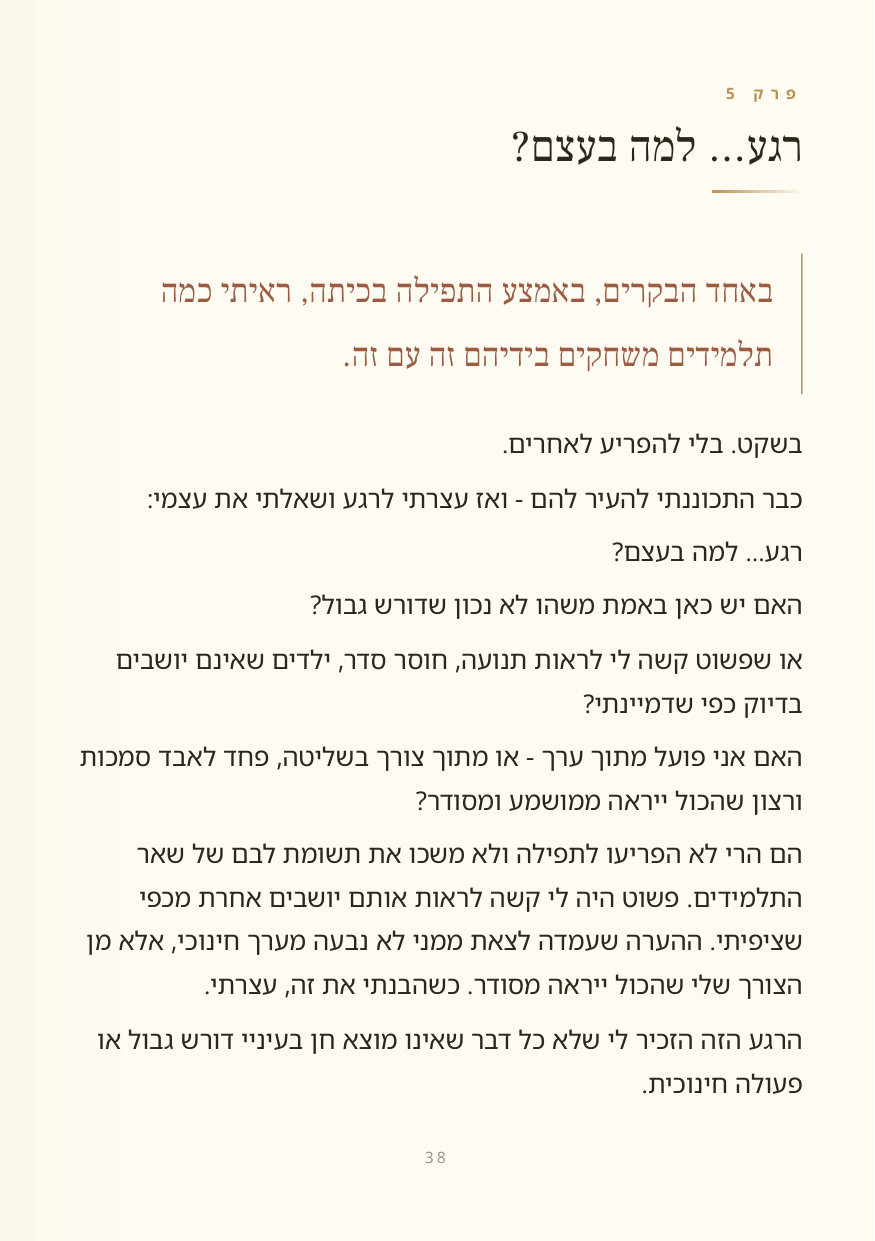 פרק 5
רגע... למה בעצם?
באחד הבקרים, באמצע התפילה בכיתה, ראיתי כמה
תלמידים משחקים בידיהם זה עם זה.
בשקט. בלי להפריע לאחרים.
כבר התכוננתי להעיר להם - ואז עצרתי לרגע ושאלתי את עצמי:
רגע... למה בעצם?
האם יש כאן באמת משהו לא נכון שדורש גבול?
או שפשוט קשה לי לראות תנועה, חוסר סדר, ילדים שאינם יושבים
בדיוק כפי שדמיינתי?
האם אני פועל מתוך ערך - או מתוך צורך בשליטה, פחד לאבד סמכות
ורצון שהכול ייראה ממושמע ומסודר?
הם הרי לא הפריעו לתפילה ולא משכו את תשומת לבם של שאר
התלמידים. פשוט היה לי קשה לראות אותם יושבים אחרת מכפי
שציפיתי. ההערה שעמדה לצאת ממני לא נבעה מערך חינוכי, אלא מן
הצורך שלי שהכול ייראה מסודר. כשהבנתי את זה, עצרתי.
הרגע הזה הזכיר לי שלא כל דבר שאינו מוצא חן בעיניי דורש גבול או
פעולה חינוכית.
38